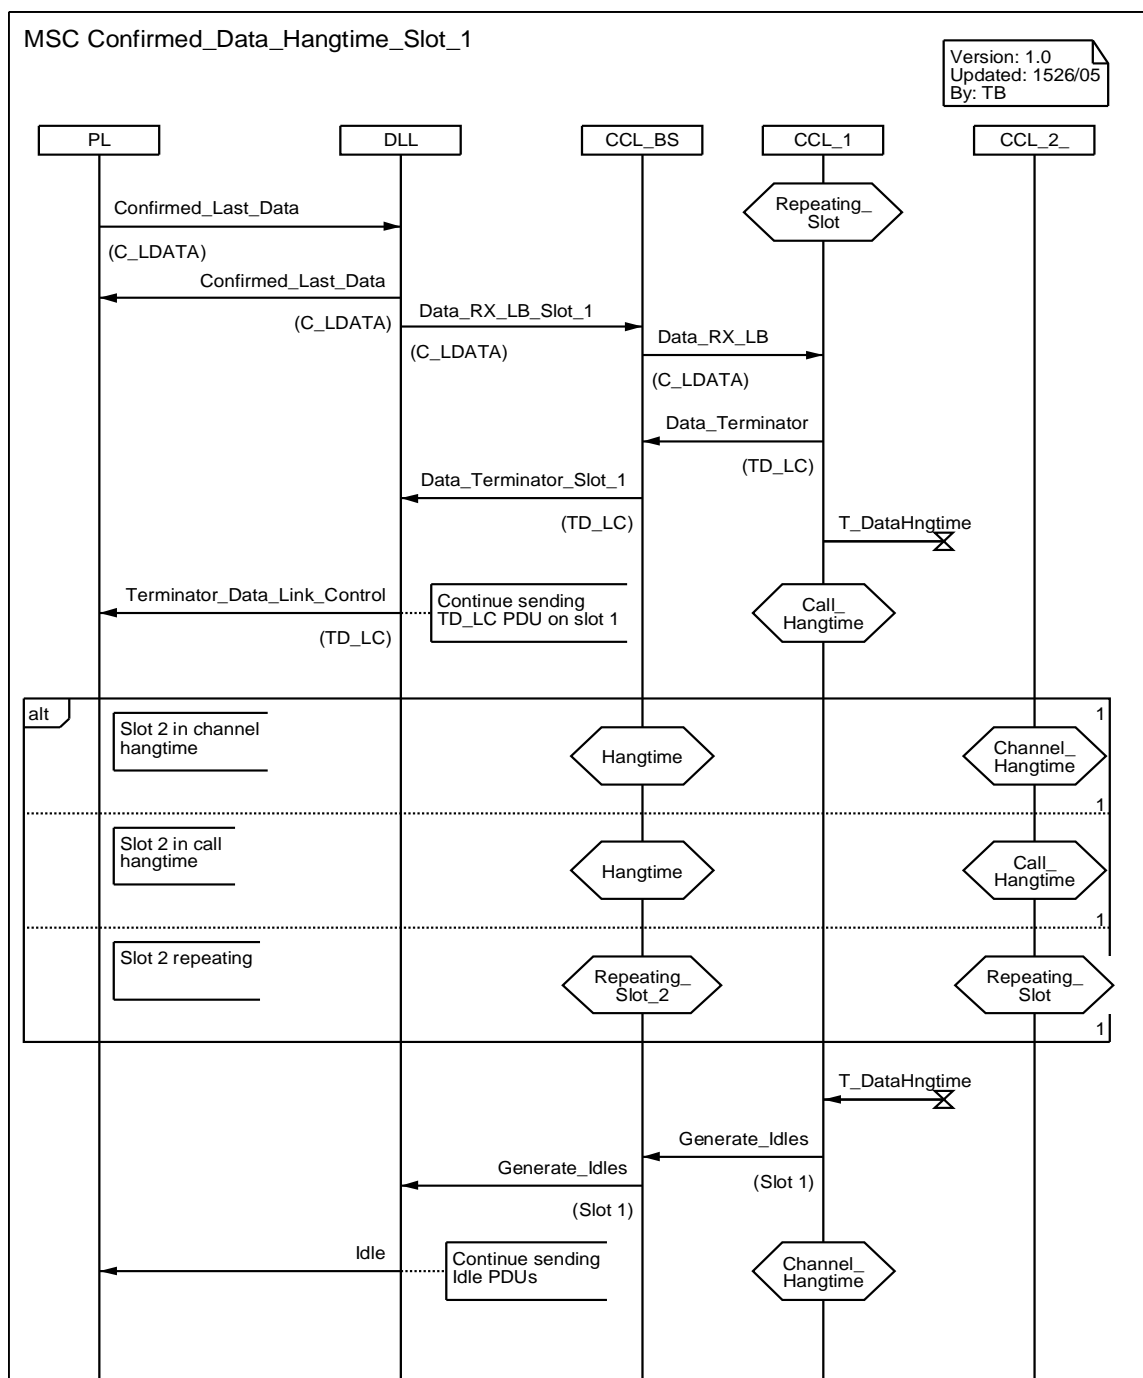 MSC Confirmed_Data_Hangtime_Slot_1
Version: 1.0
Updated: 1526/05
By: TB
PL
DLL
CCL_BS
CCL_1
CCL_2_
Repeating_
Slot
Confirmed_Last_Data
(C_LDATA)
Confirmed_Last_Data
(C_LDATA)
Data_RX_LB_Slot_1
(C_LDATA)
Data_RX_LB
(C_LDATA)
Data_Terminator
(TD_LC)
Data_Terminator_Slot_1
(TD_LC)
T_DataHngtime
Terminator_Data_Link_Control
(TD_LC)
Continue sending
TD_LC PDU on slot 1
Call_
Hangtime
alt
1
Slot 2 in channel
hangtime
Hangtime
Channel_
Hangtime
1
Slot 2 in call
hangtime
Hangtime
Call_
Hangtime
1
Slot 2 repeating
Repeating_
Slot_2
Repeating_
Slot
1
T_DataHngtime
Generate_Idles
(Slot 1)
Generate_Idles
(Slot 1)
Idle
Continue sending
Idle PDUs
Channel_
Hangtime